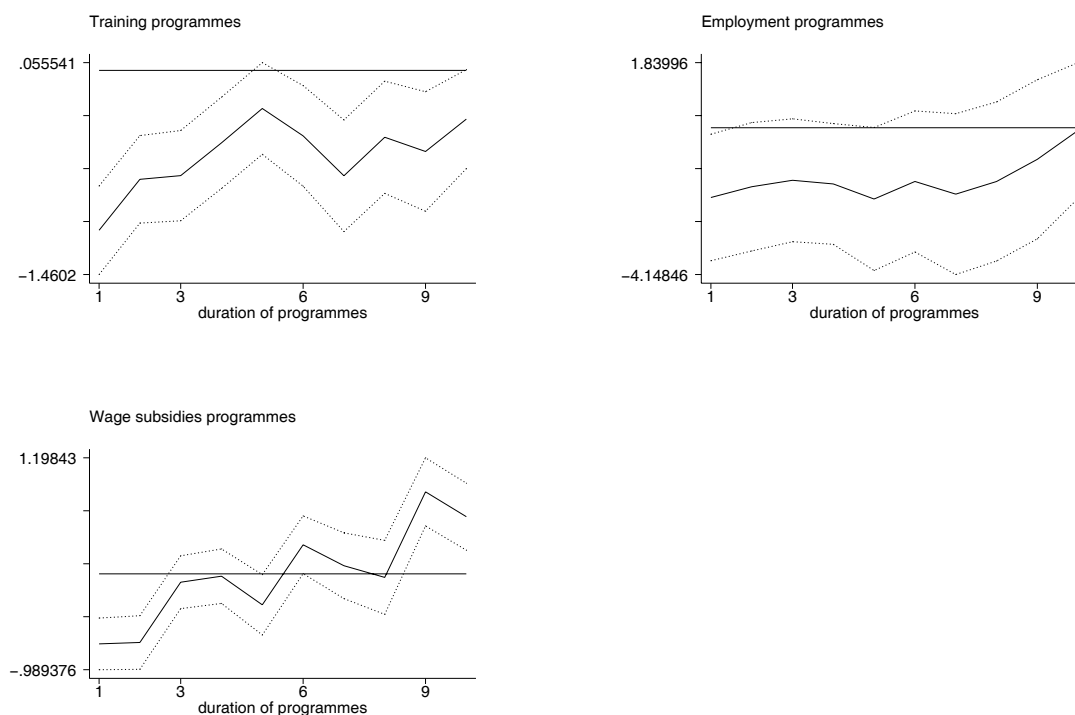 Training programmes
.055541
−1.4602
1 3 6 9
duration of programmes
Employment programmes
1.83996
−4.14846
1 3 6 9
duration of programmes
Wage subsidies programmes
1.19843
−.989376
1 3 6 9
duration of programmes